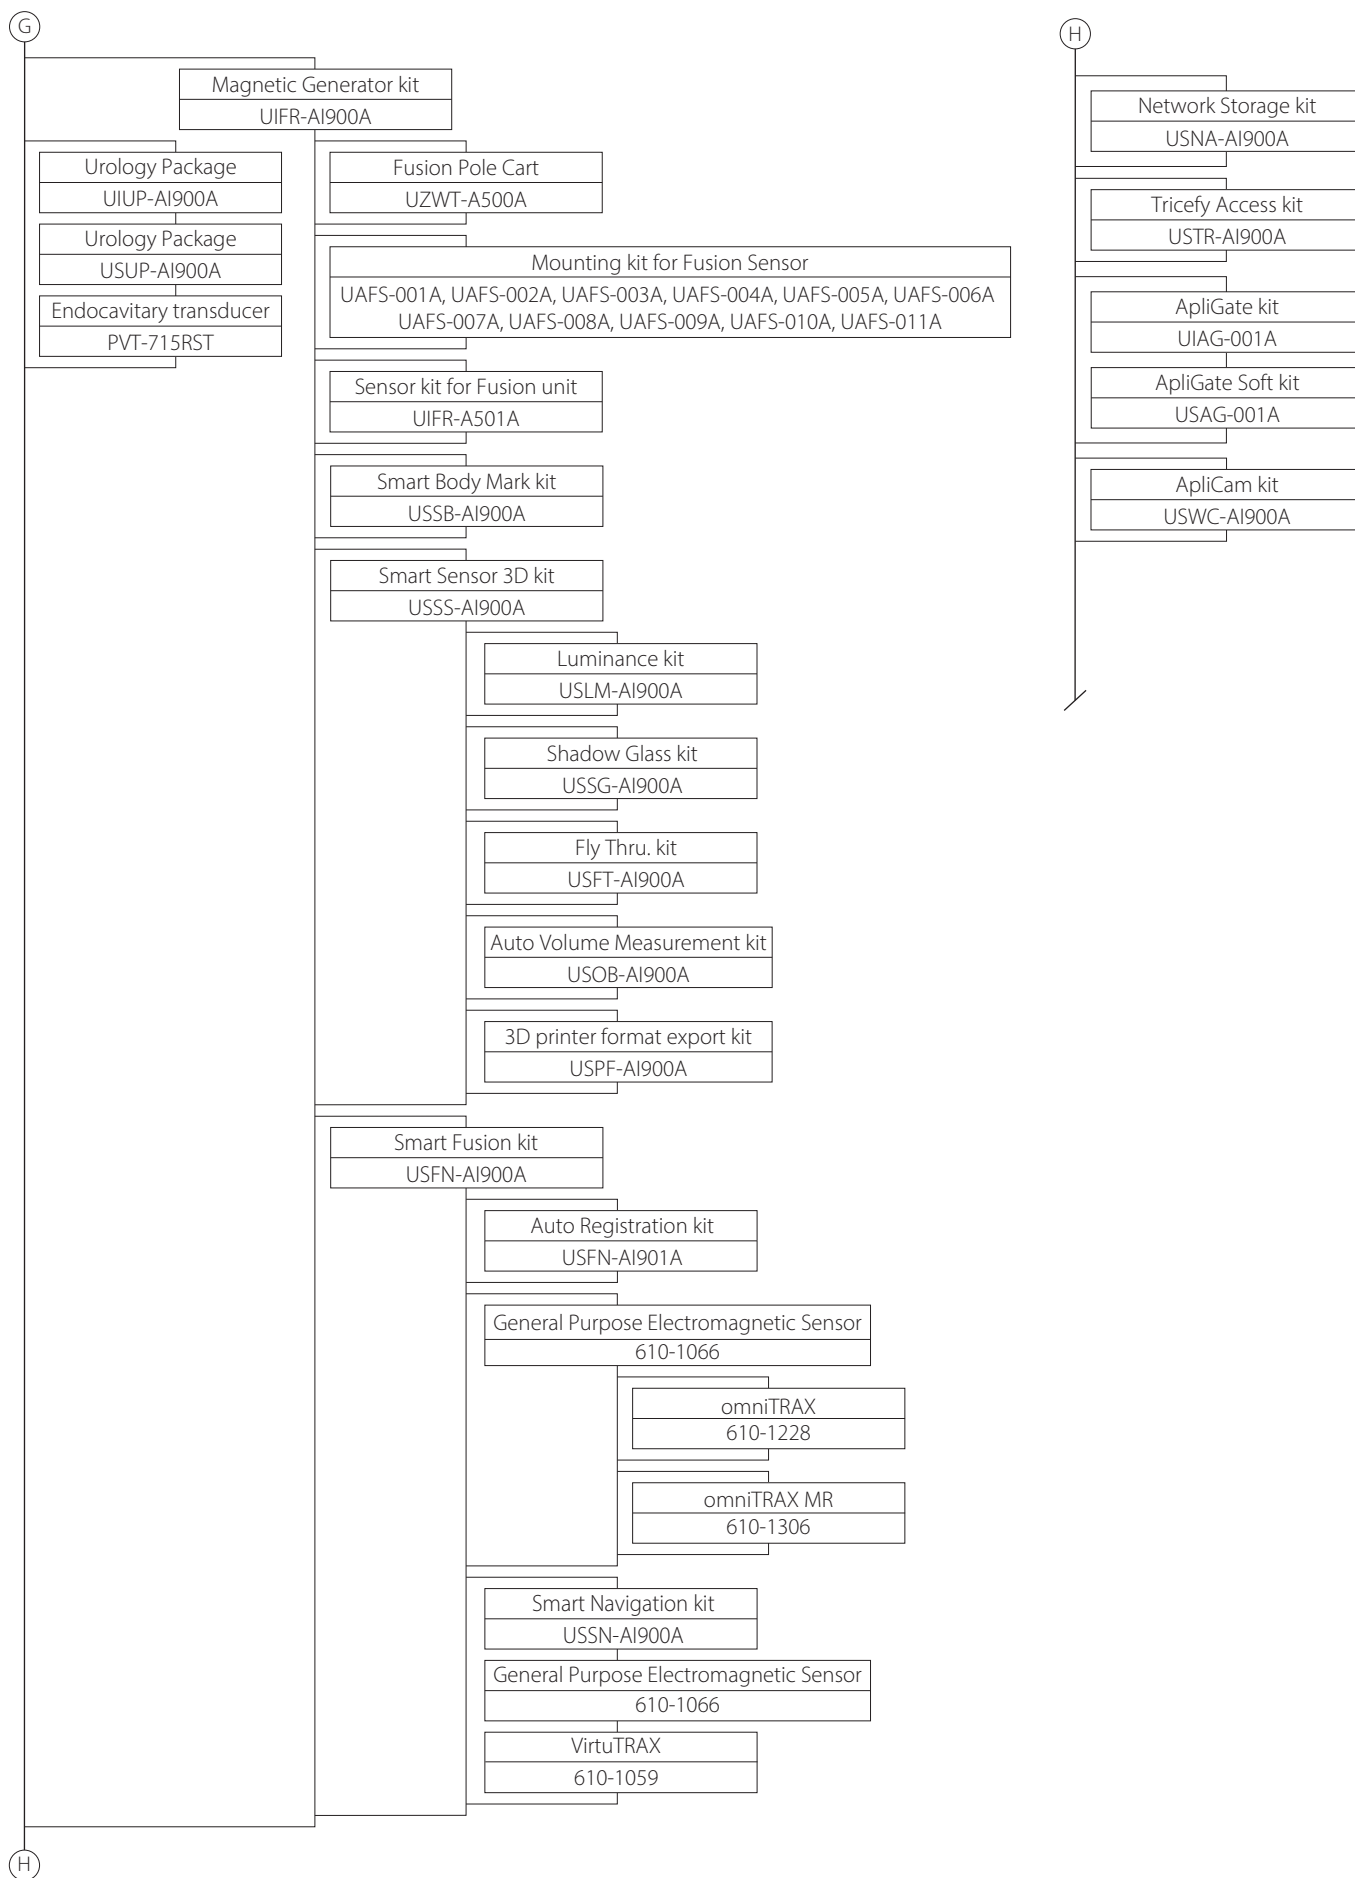 G
Magnetic Generator kit
UIFR-AI900A
Urology Package
UIUP-AI900A
Urology Package
USUP-AI900A
Endocavitary transducer
PVT-715RST
Fusion Pole Cart
UZWT-A500A
Mounting kit for Fusion Sensor
UAFS-001A, UAFS-002A, UAFS-003A, UAFS-004A, UAFS-005A, UAFS-006A
UAFS-007A, UAFS-008A, UAFS-009A, UAFS-010A, UAFS-011A
Sensor kit for Fusion unit
UIFR-A501A
Smart Body Mark kit
USSB-AI900A
Smart Sensor 3D kit
USSS-AI900A
Luminance kit
USLM-AI900A
Shadow Glass kit
USSG-AI900A
Fly Thru. kit
USFT-AI900A
Auto Volume Measurement kit
USOB-AI900A
3D printer format export kit
USPF-AI900A
Smart Fusion kit
USFN-AI900A
Auto Registration kit
USFN-AI901A
General Purpose Electromagnetic Sensor
610-1066
omniTRAX
610-1228
omniTRAX MR
610-1306
Smart Navigation kit
USSN-AI900A
General Purpose Electromagnetic Sensor
610-1066
VirtuTRAX
610-1059
H
H
Network Storage kit
USNA-AI900A
Tricefy Access kit
USTR-AI900A
ApliGate kit
UIAG-001A
ApliGate Soft kit
USAG-001A
ApliCam kit
USWC-AI900A